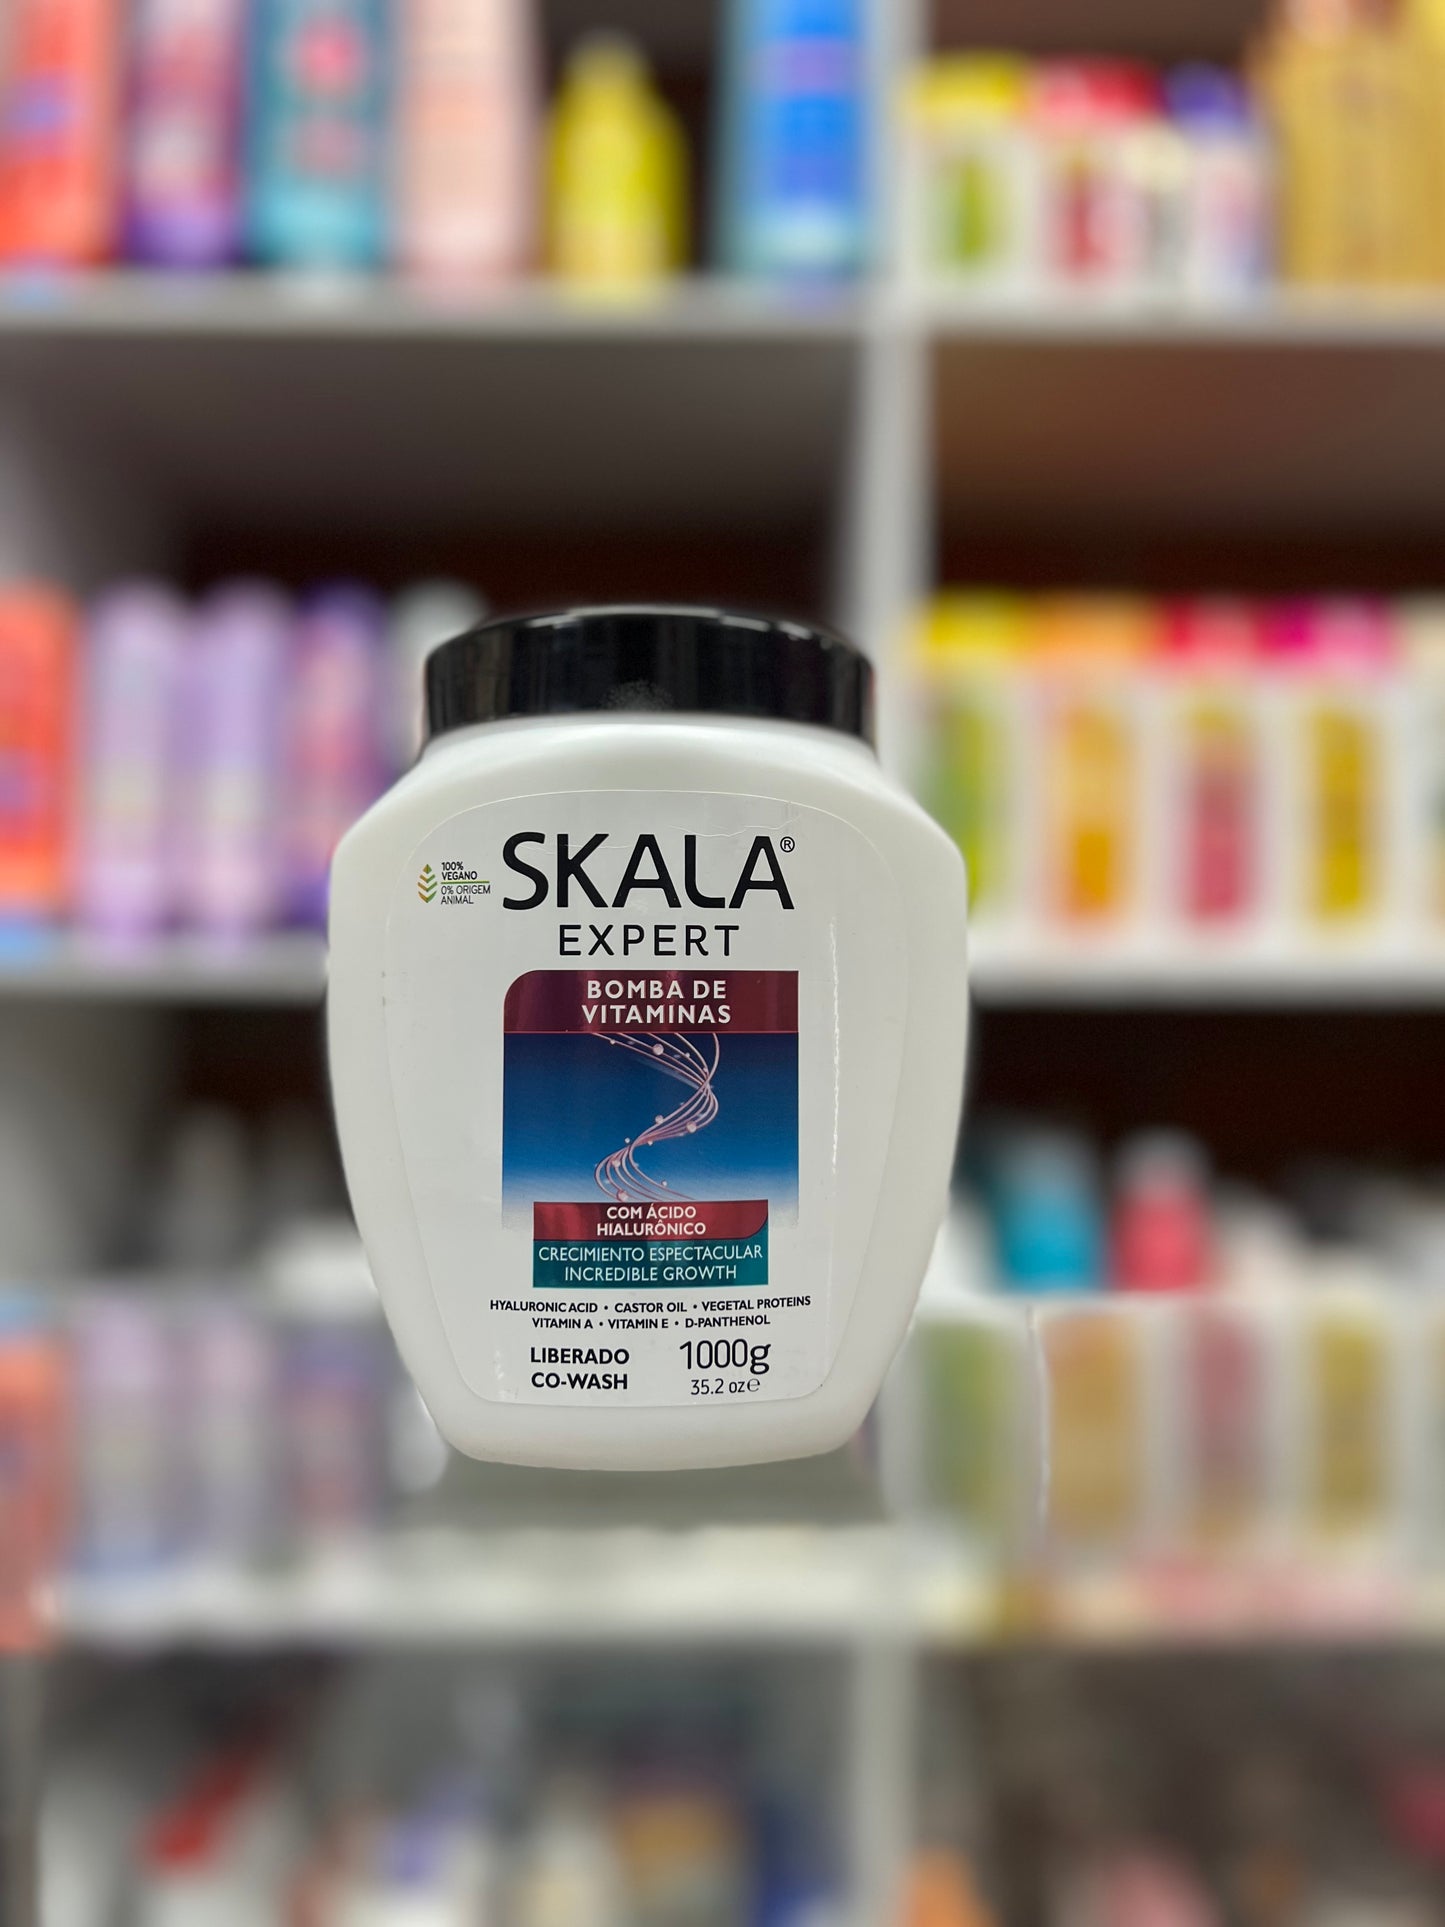 100%
VEGANO
0% ORIGEM
ANIMAL
SKALA®
EXPERT
BOMBA DE
VITAMINAS
COM ÁCIDO
HIALURÔNICO
CRECIMIENTO ESPECTACULAR
INCREDIBLE GROWTH
HYALURONIC ACID • CASTOR OIL • VEGETAL PROTEINS
VITAMIN A • VITAMIN E • D-PANTHENOL
LIBERADO
CO-WASH
1000g
35.2 oz℮